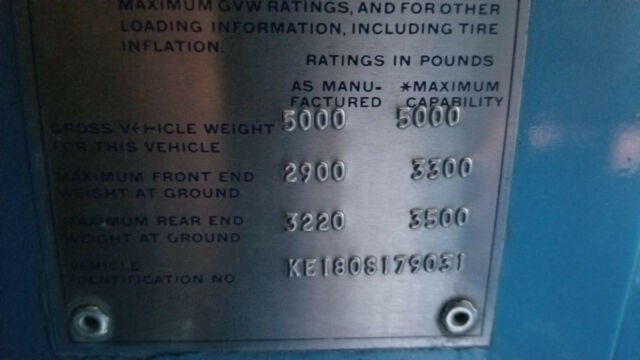 MAXIMUM GVW RATINGS, AND FOR OTHER
LOADING INFORMATION, INCLUDING TIRE
INFLATION.
RATINGS IN POUNDS
AS MANU- *MAXIMUM
FACTURED CAPABILITY
GROSS VEHICLE WEIGHT 5000 5000
FOR THIS VEHICLE
MAXIMUM FRONT END 2900 3300
WEIGHT AT GROUND
MAXIMUM REAR END 3220 3500
WEIGHT AT GROUND
VEHICLE KE1808179031
IDENTIFICATION NO